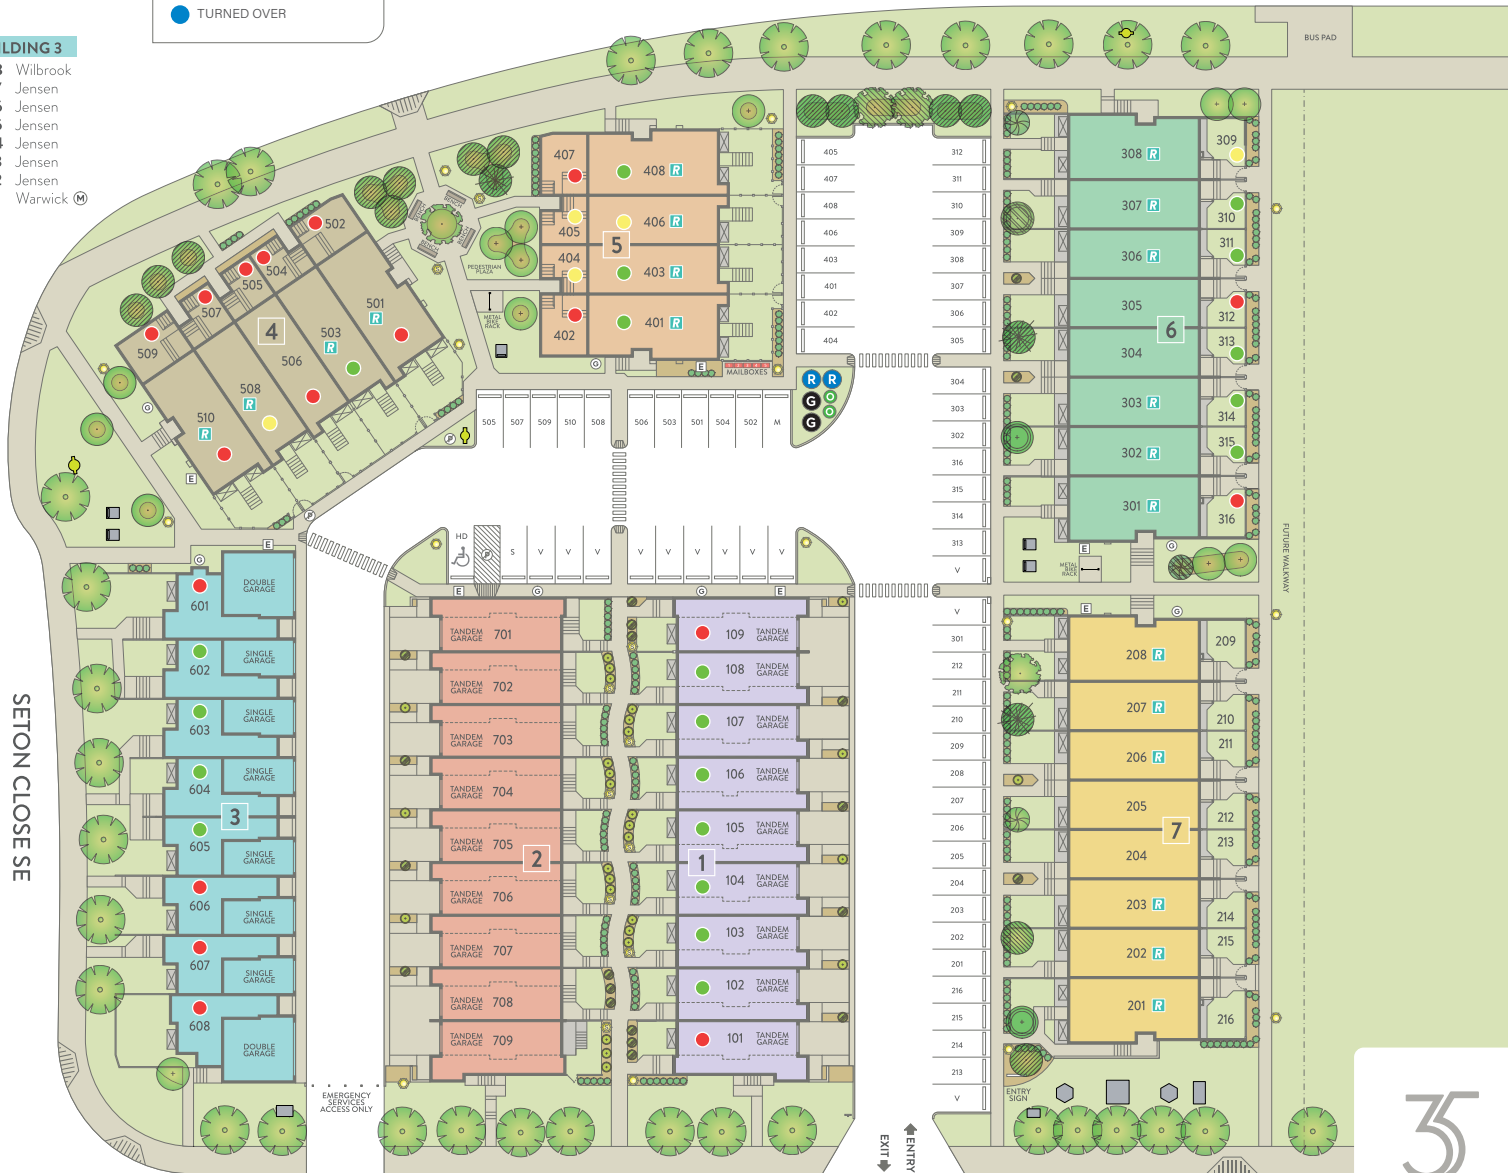 TURNED OVER
LDING 3
Wilbrook
Jensen
Jensen
Jensen
Jensen
Jensen
Jensen
Warwick M
BUS PAD
407
408 R
405
406 R
5
404
403 R
402
401 R
PEDESTRIAN
PLAZA
METAL
BIKE
RACK
BENCH
BENCH
BENCH
BENCH
MAILBOXES
G
E
502
504
505
507
509
501
R
503
R
4
506
508
R
510
R
G
E
P
P
405
407
408
406
403
401
402
404
312
311
310
309
308
307
306
305
304
303
302
316
315
314
313
V
V
301
212
211
210
209
208
207
206
205
204
203
202
201
216
215
214
213
V
R R
G
G
505 507 509 510 508
506 503 501 504 502 M
HD
P
S V V V
V V V V V V
308 R
307 R
306 R
305
6
304
303 R
302 R
301 R
309
310
311
312
313
314
315
316
E
G
METAL
BIKE
RACK
FUTURE WALKWAY
E
G
208 R
207 R
206 R
205
7
204
203 R
202 R
201 R
209
210
211
212
213
214
215
216
ENTRY
SIGN
SETON CLOSE SE
E
G
601
DOUBLE
GARAGE
602
SINGLE
GARAGE
603
SINGLE
GARAGE
604
SINGLE
GARAGE
3
605
SINGLE
GARAGE
606
SINGLE
GARAGE
607
SINGLE
GARAGE
608
DOUBLE
GARAGE
EMERGENCY
SERVICES
ACCESS ONLY
E
G
G
E
TANDEM
GARAGE
701
TANDEM
GARAGE
702
TANDEM
GARAGE
703
TANDEM
GARAGE
704
TANDEM
GARAGE
705
2
TANDEM
GARAGE
706
TANDEM
GARAGE
707
TANDEM
GARAGE
708
TANDEM
GARAGE
709
109
TANDEM
GARAGE
108
TANDEM
GARAGE
107
TANDEM
GARAGE
106
TANDEM
GARAGE
105
TANDEM
GARAGE
1
104
TANDEM
GARAGE
103
TANDEM
GARAGE
102
TANDEM
GARAGE
101
TANDEM
GARAGE
EXIT
ENTRY
35